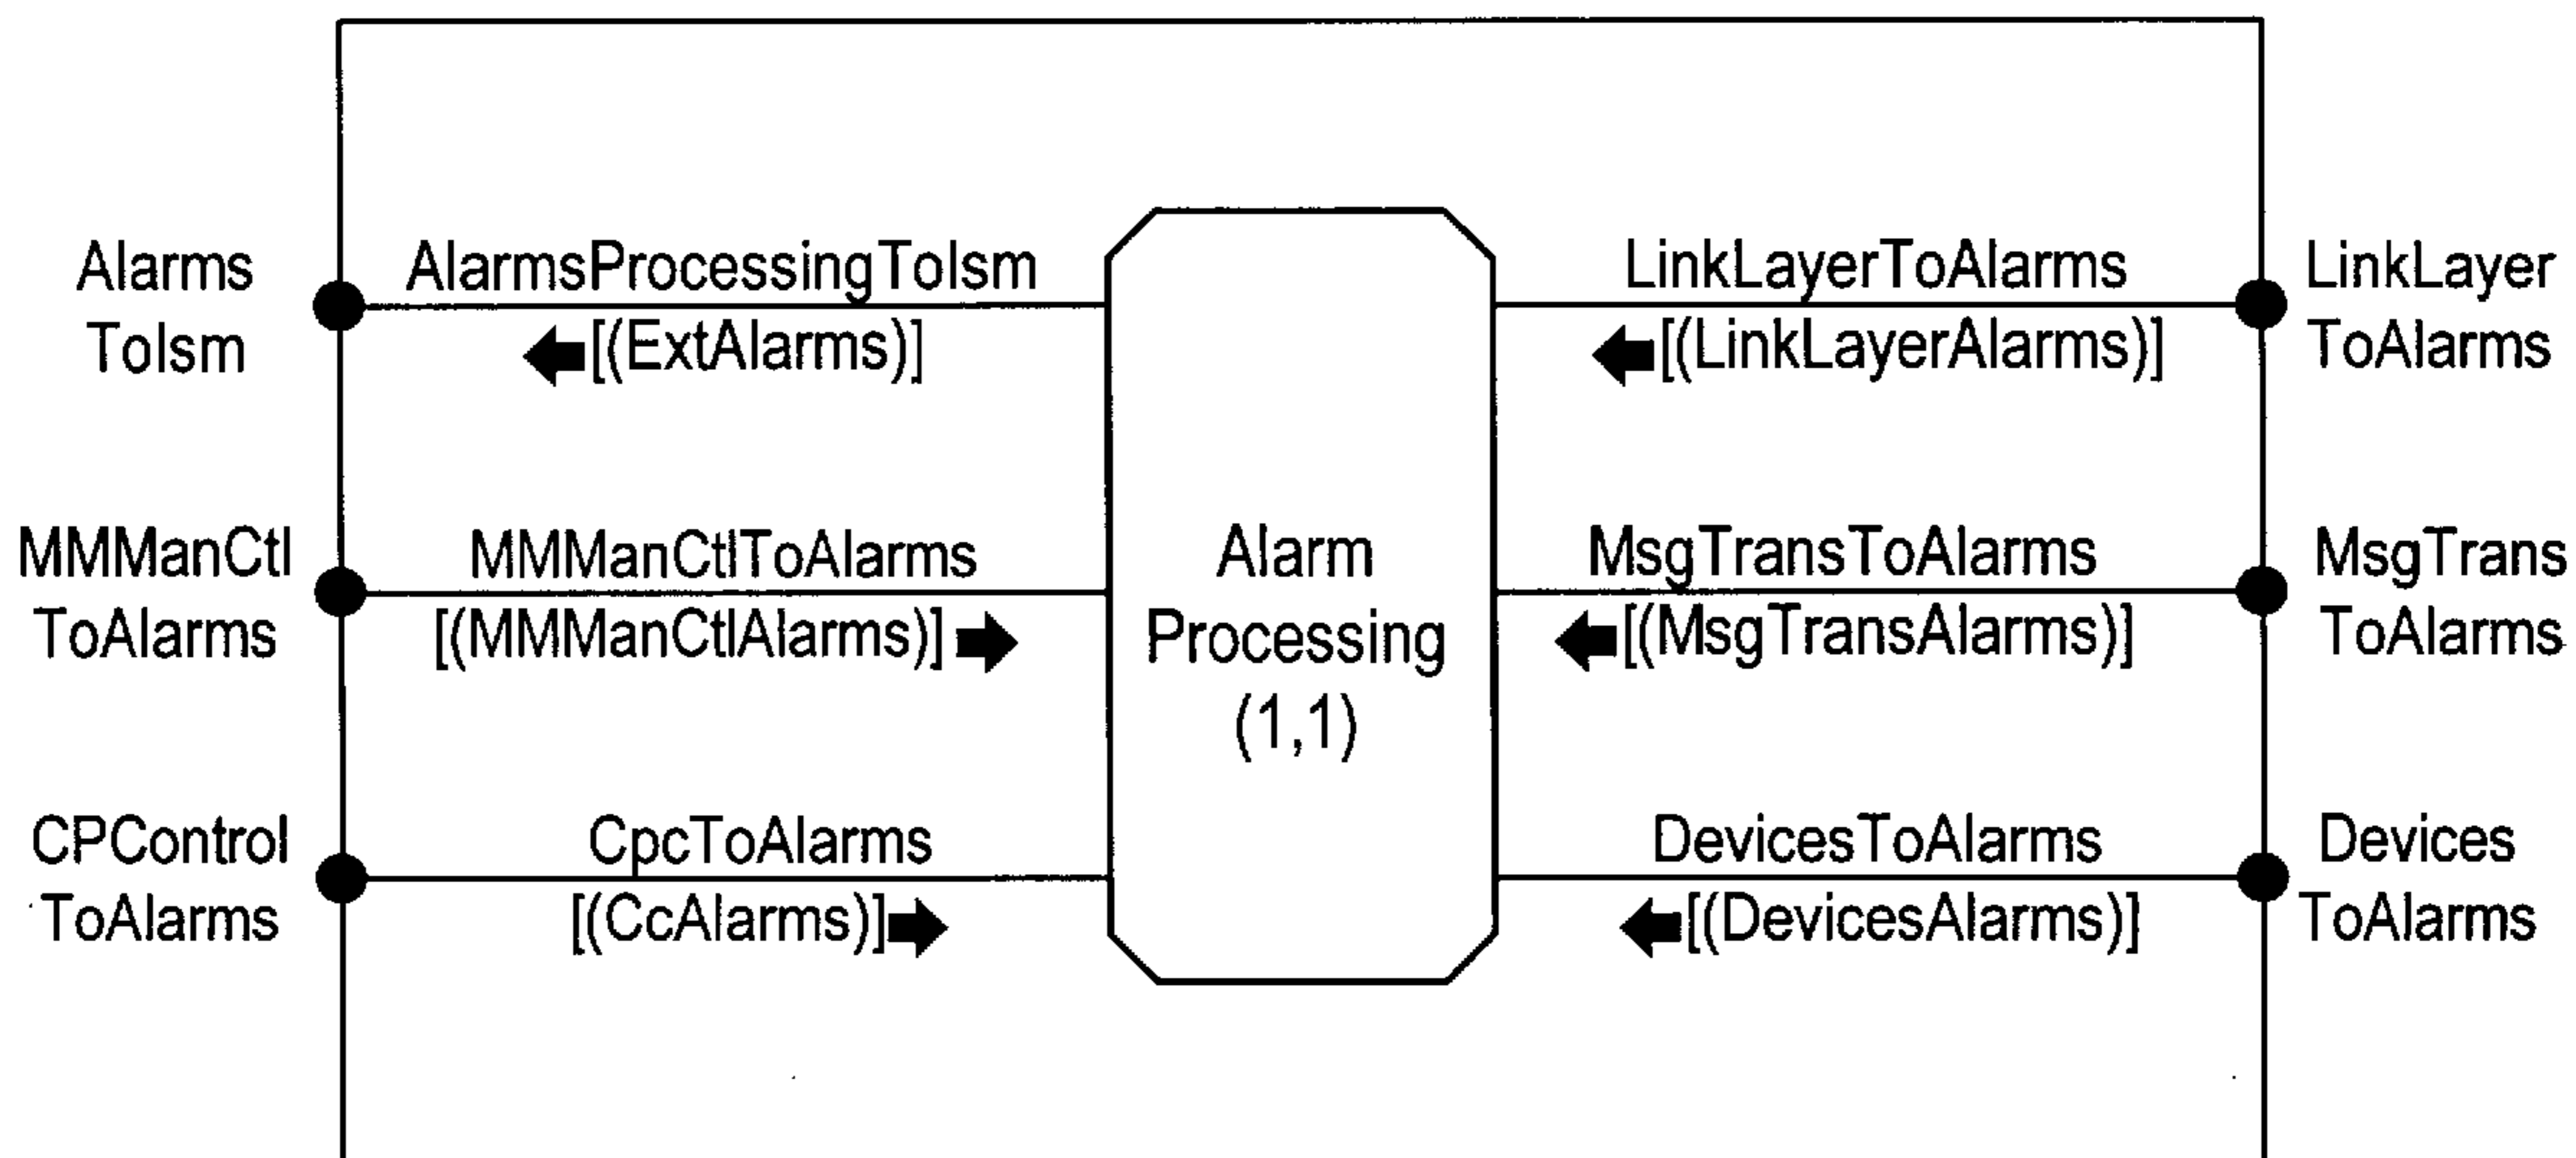 Alarms
ToIsm
AlarmsProcessingToIsm
[(ExtAlarms)]
LinkLayerToAlarms
[(LinkLayerAlarms)]
LinkLayer
ToAlarms
MMManCtl
ToAlarms
MMManCtlToAlarms
[(MMManCtlAlarms)]
Alarm
Processing
(1,1)
MsgTransToAlarms
[(MsgTransAlarms)]
MsgTrans
ToAlarms
CPControl
ToAlarms
CpcToAlarms
[(CcAlarms)]
DevicesToAlarms
[(DevicesAlarms)]
Devices
ToAlarms